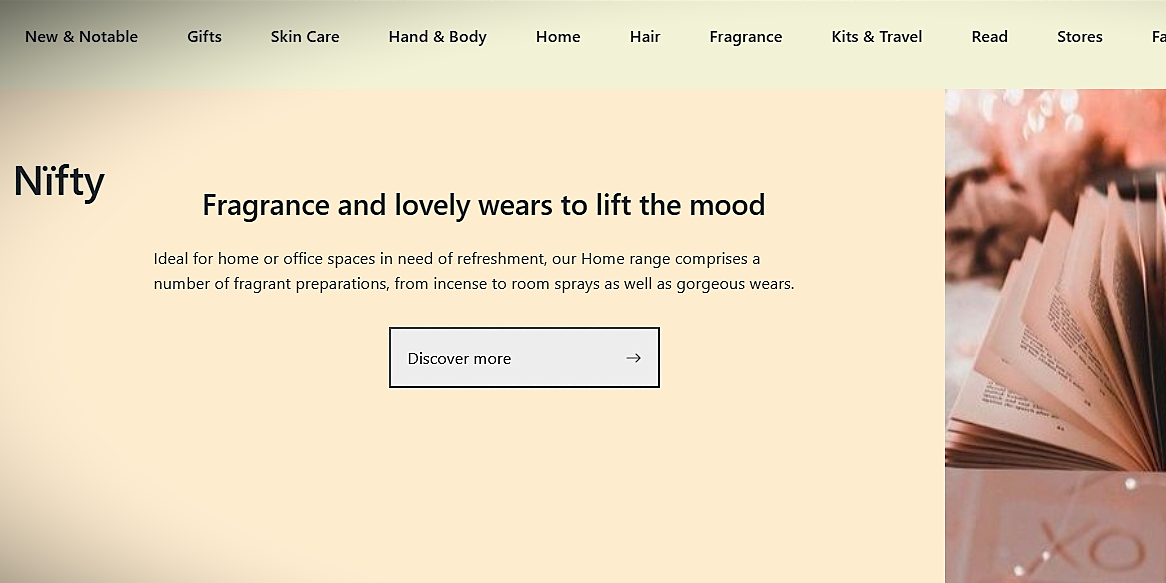 New & Notable Gifts Skin Care Hand & Body Home Hair Fragrance Kits & Travel Read Stores Fa
Nïfty
Fragrance and lovely wears to lift the mood
Ideal for home or office spaces in need of refreshment, our Home range comprises a
number of fragrant preparations, from incense to room sprays as well as gorgeous wears.
Discover more →
XO